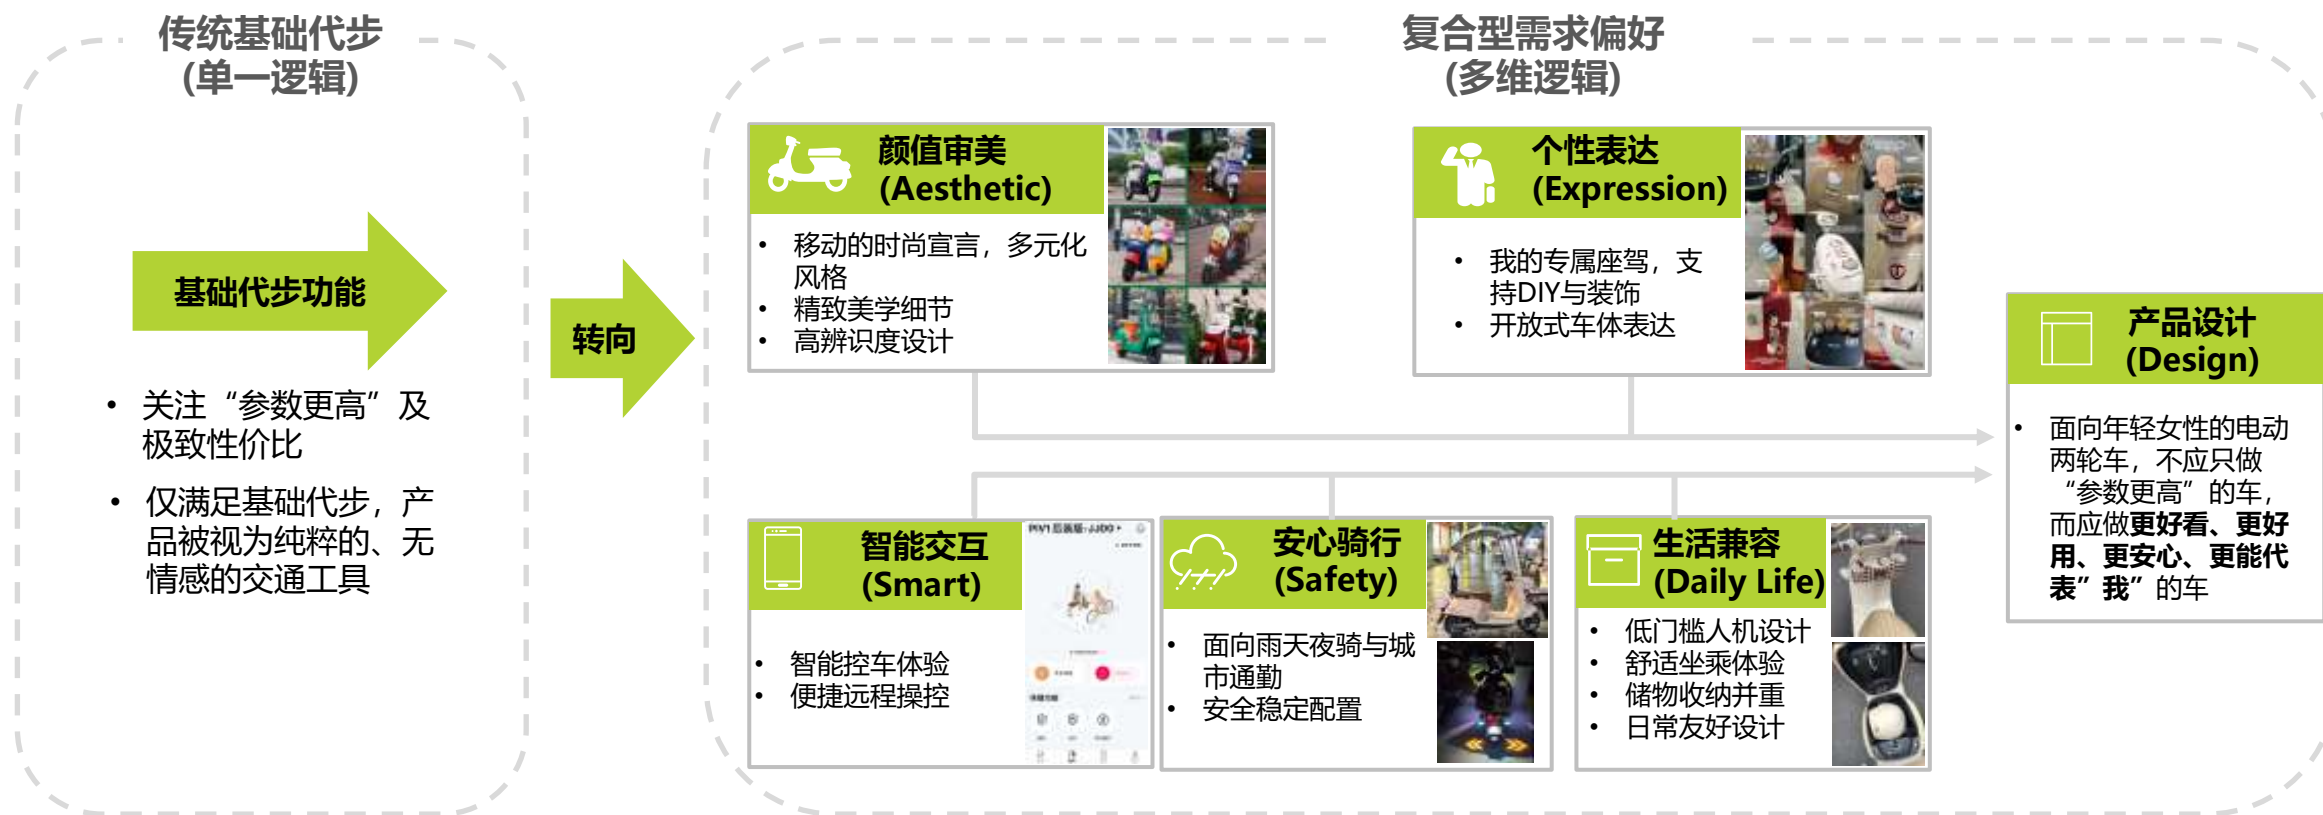 传统基础代步
(单一逻辑)
基础代步功能
• 关注“参数更高”及
极致性价比
• 仅满足基础代步，产
品被视为纯粹的、无
情感的交通工具
转向
复合型需求偏好
(多维逻辑)
颜值审美
(Aesthetic)
• 移动的时尚宣言，多元化
风格
• 精致美学细节
• 高辨识度设计
个性表达
(Expression)
• 我的专属座驾，支
持DIY与装饰
• 开放式车体表达
智能交互
(Smart)
• 智能控车体验
• 便捷远程操控
安心骑行
(Safety)
• 面向雨天夜骑与城
市通勤
• 安全稳定配置
生活兼容
(Daily Life)
• 低门槛人机设计
• 舒适坐乘体验
• 储物收纳并重
• 日常友好设计
产品设计
(Design)
• 面向年轻女性的电动
两轮车，不应只做
“参数更高”的车，
而应做更好看、更好
用、更安心、更能代
表”我”的车